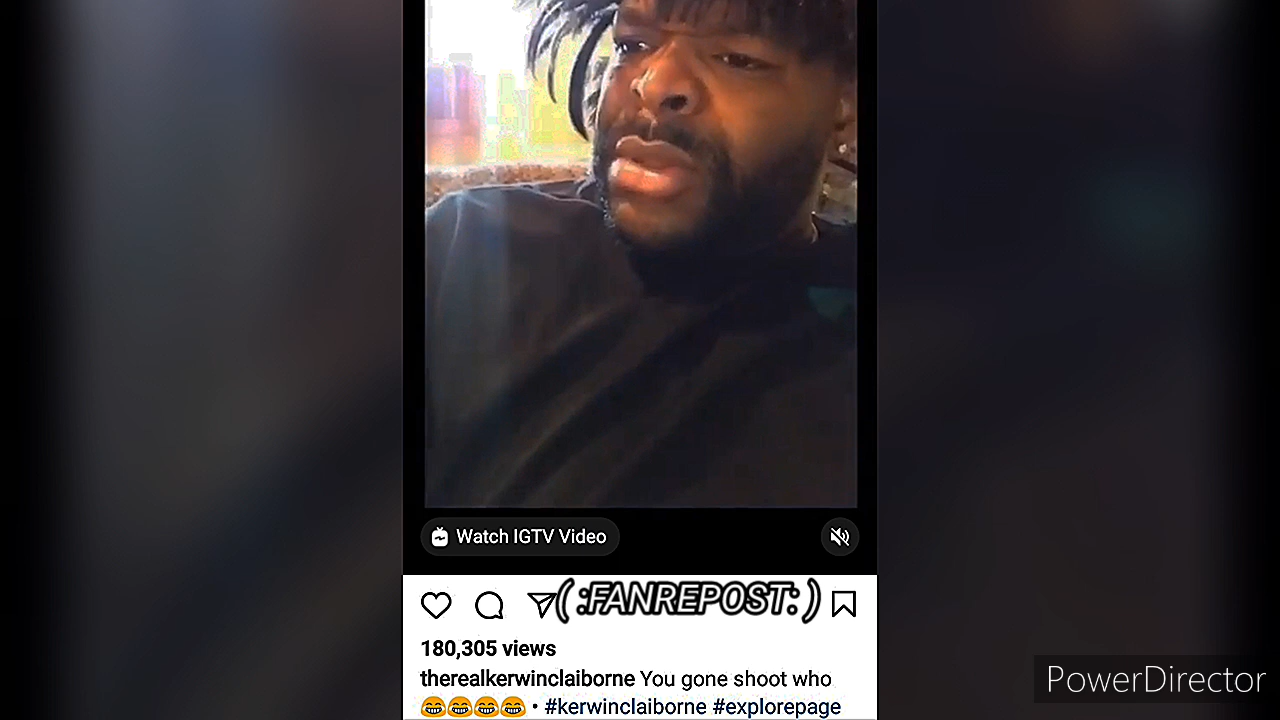 Watch IGTV Video
(:FANREPOST:)
180,305 views
therealkerwinclaiborne You gone shoot who
😂😂😂😂 • #kerwinclaiborne #explorepage
PowerDirector